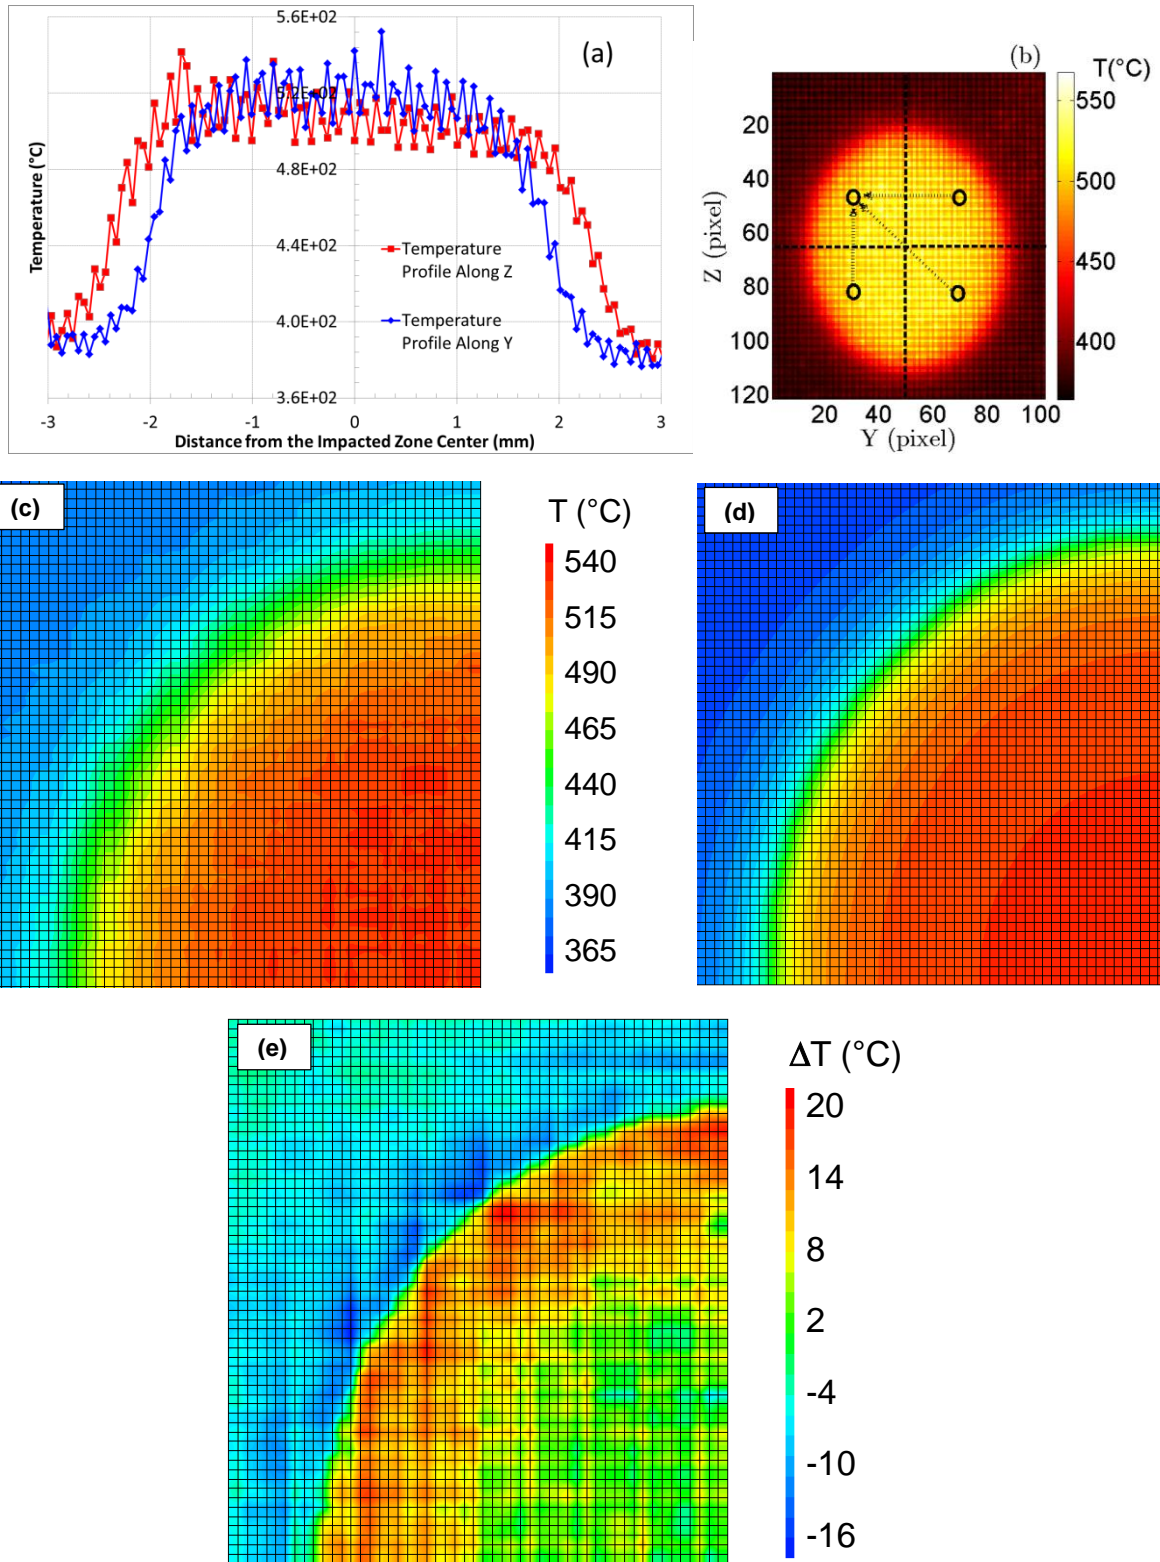 (a)
5.6E+02
5.2E+02
4.8E+02
4.4E+02
4.0E+02
3.6E+02
Temperature (°C)
Temperature
Profile Along Z
Temperature
Profile Along Y
-3 -2 -1 0 1 2 3
Distance from the Impacted Zone Center (mm)
(b)
T(°C)
20
40
60
80
100
120
Z (pixel)
20 40 60 80 100
Y (pixel)
550
500
450
400
(c)
T (°C)
540
515
490
465
440
415
390
365
(d)
(e)
ΔT (°C)
20
14
8
2
-4
-10
-16